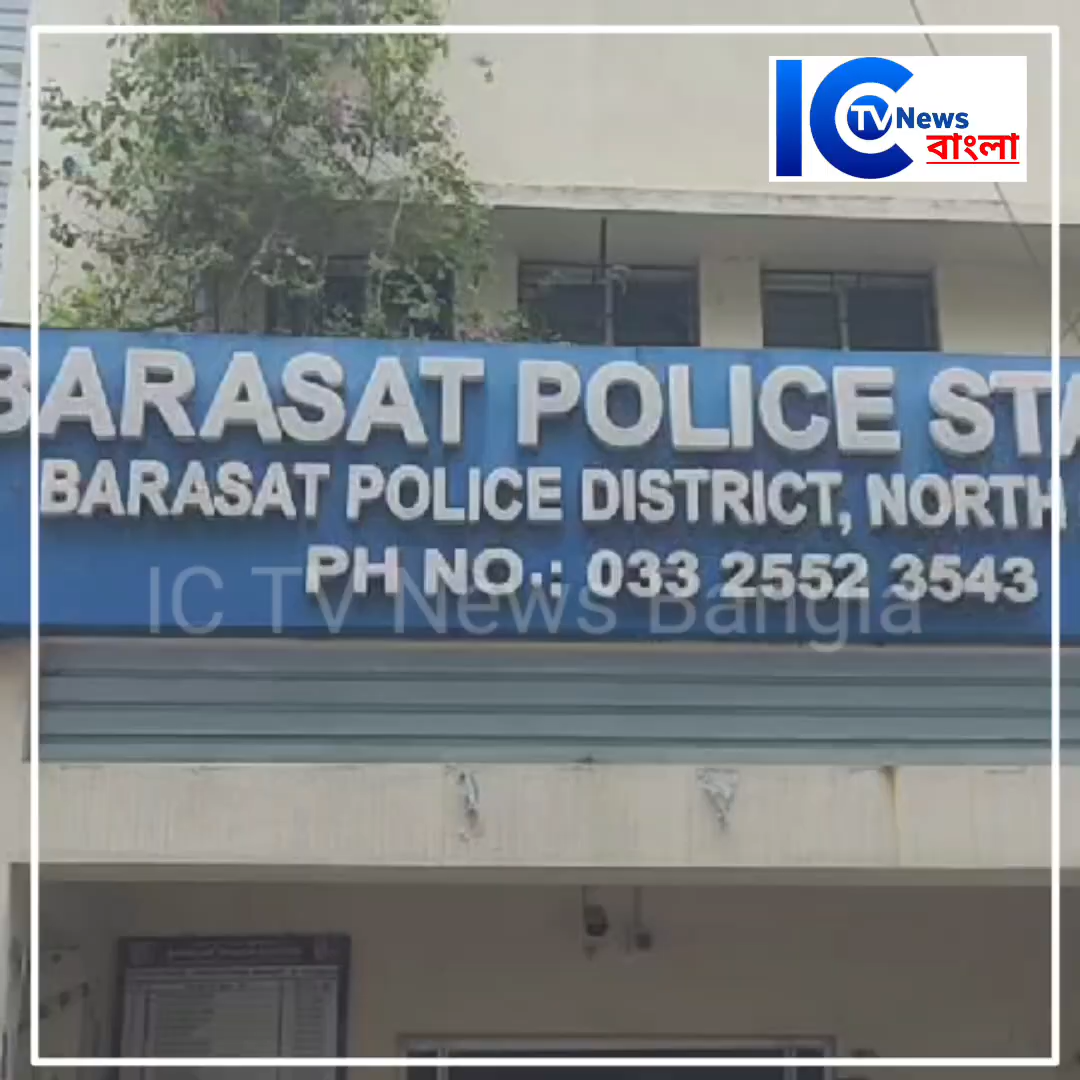 IC TV News
বাংলা
BARASAT POLICE STA
BARASAT POLICE DISTRICT, NORTH
PH NO.: 033 2552 3543
IC TV News Bangla